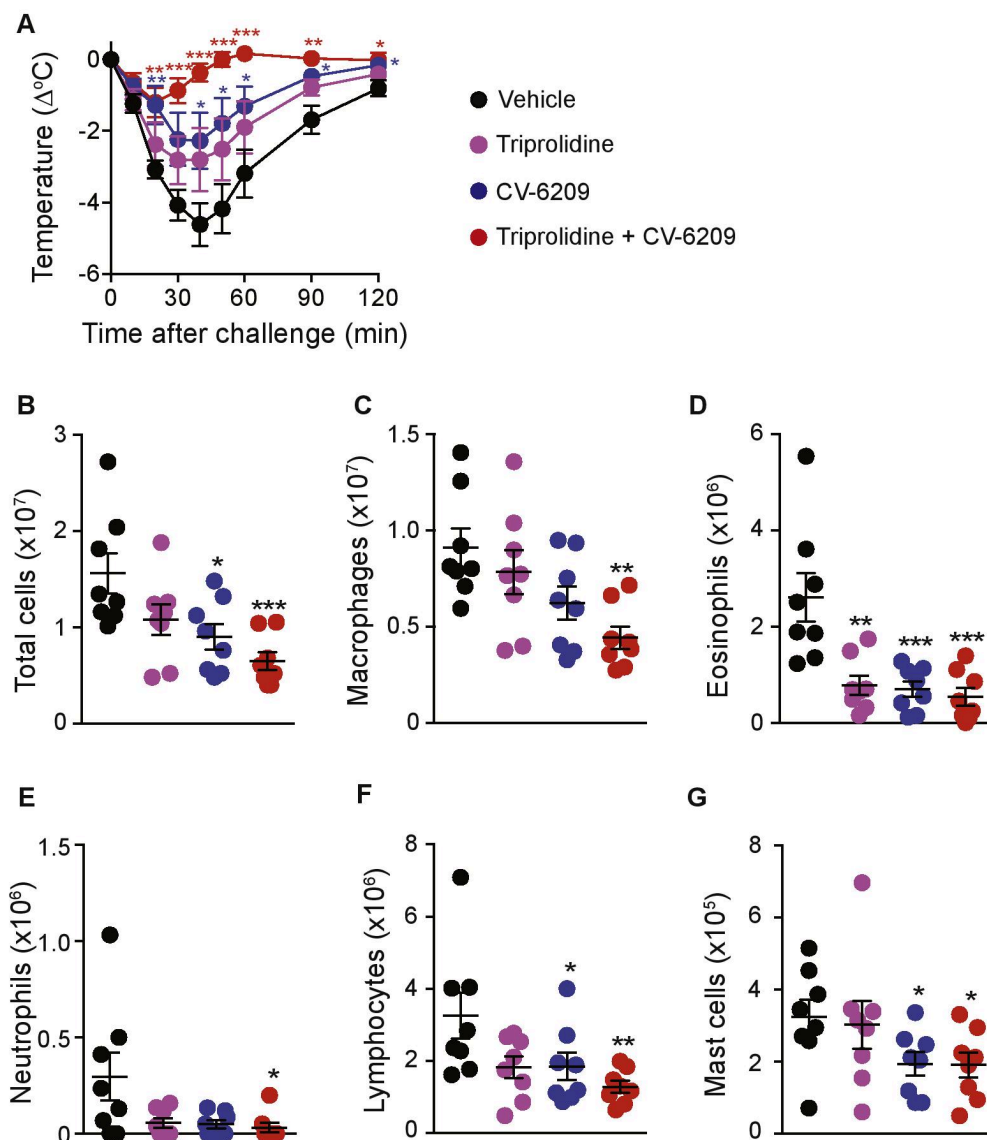 A
Temperature (Δ°C)
0
-2
-4
-6
** *** *** *** *** ** *
** * * * * *
0 30 60 90 120
Time after challenge (min)
Vehicle
Triprolidine
CV-6209
Triprolidine + CV-6209
B
Total cells (x10⁷)
3
2
1
0
* ***
C
Macrophages (x10⁷)
1.5
1.0
0.5
0
**
D
Eosinophils (x10⁶)
6
4
2
0
** *** ***
E
Neutrophils (x10⁶)
1.5
1.0
0.5
0
*
F
Lymphocytes (x10⁶)
8
6
4
2
0
* **
G
Mast cells (x10⁵)
8
6
4
2
0
* *